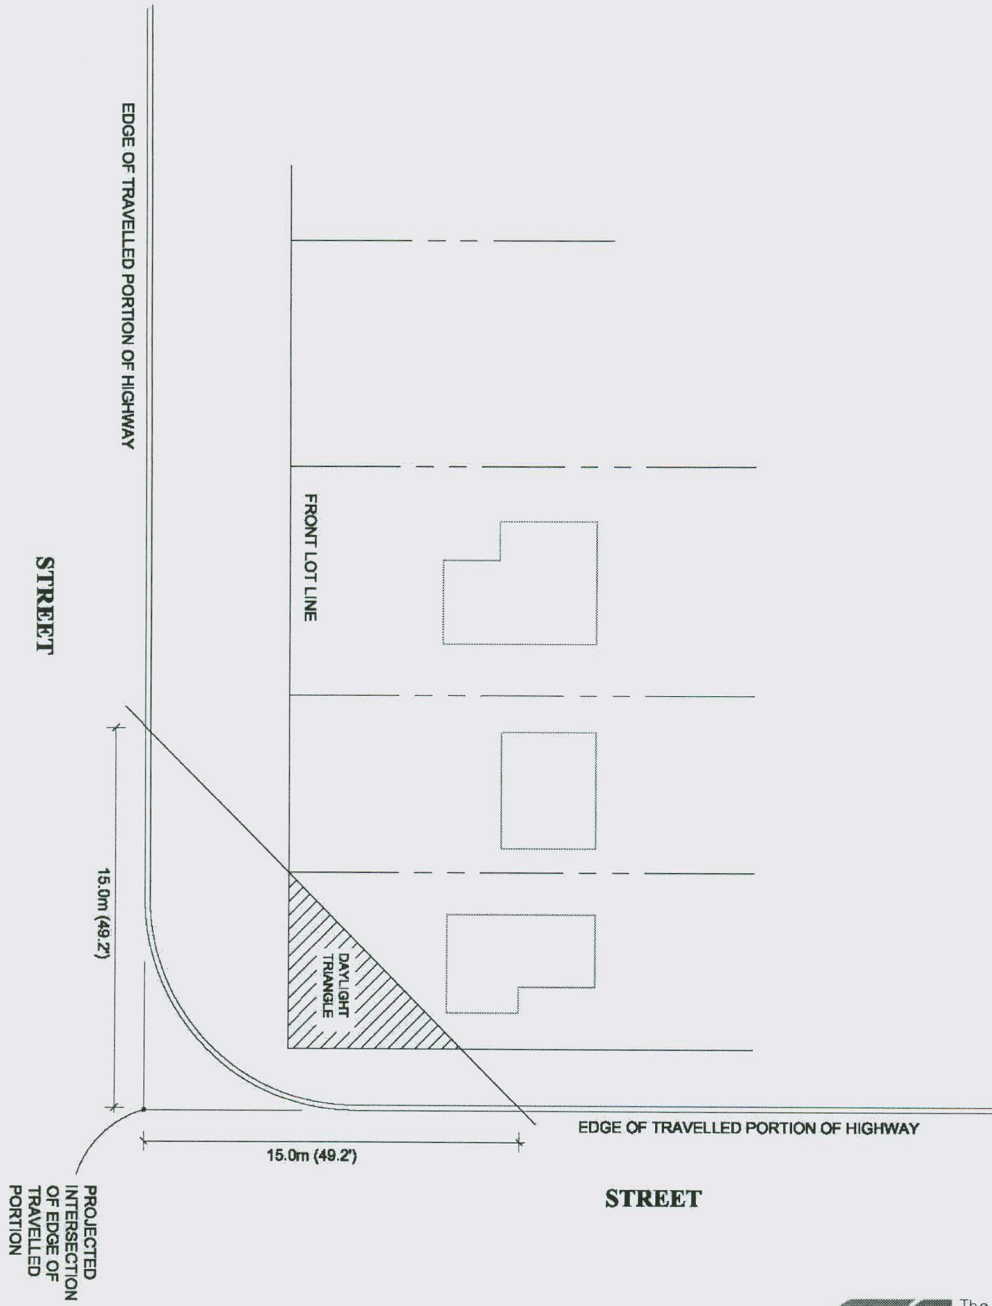 EDGE OF TRAVELLED PORTION OF HIGHWAY
FRONT LOT LINE
STREET
15.0m (49.2')
DAYLIGHT
TRIANGLE
EDGE OF TRAVELLED PORTION OF HIGHWAY
15.0m (49.2')
STREET
PROJECTED
INTERSECTION
OF EDGE OF
TRAVELLED
PORTION
The